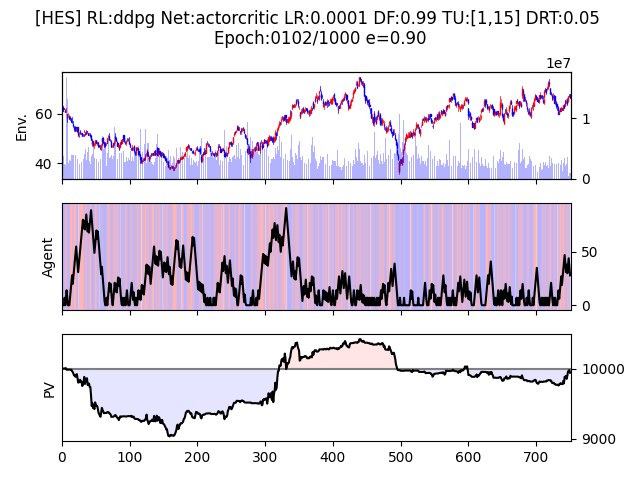 [HES] RL:ddpg Net:actorcritic LR:0.0001 DF:0.99 TU:[1,15] DRT:0.05
Epoch:0102/1000 e=0.90
1e7
Env.
60
40
1
0
Agent
50
0
PV
10000
9000
0 100 200 300 400 500 600 700